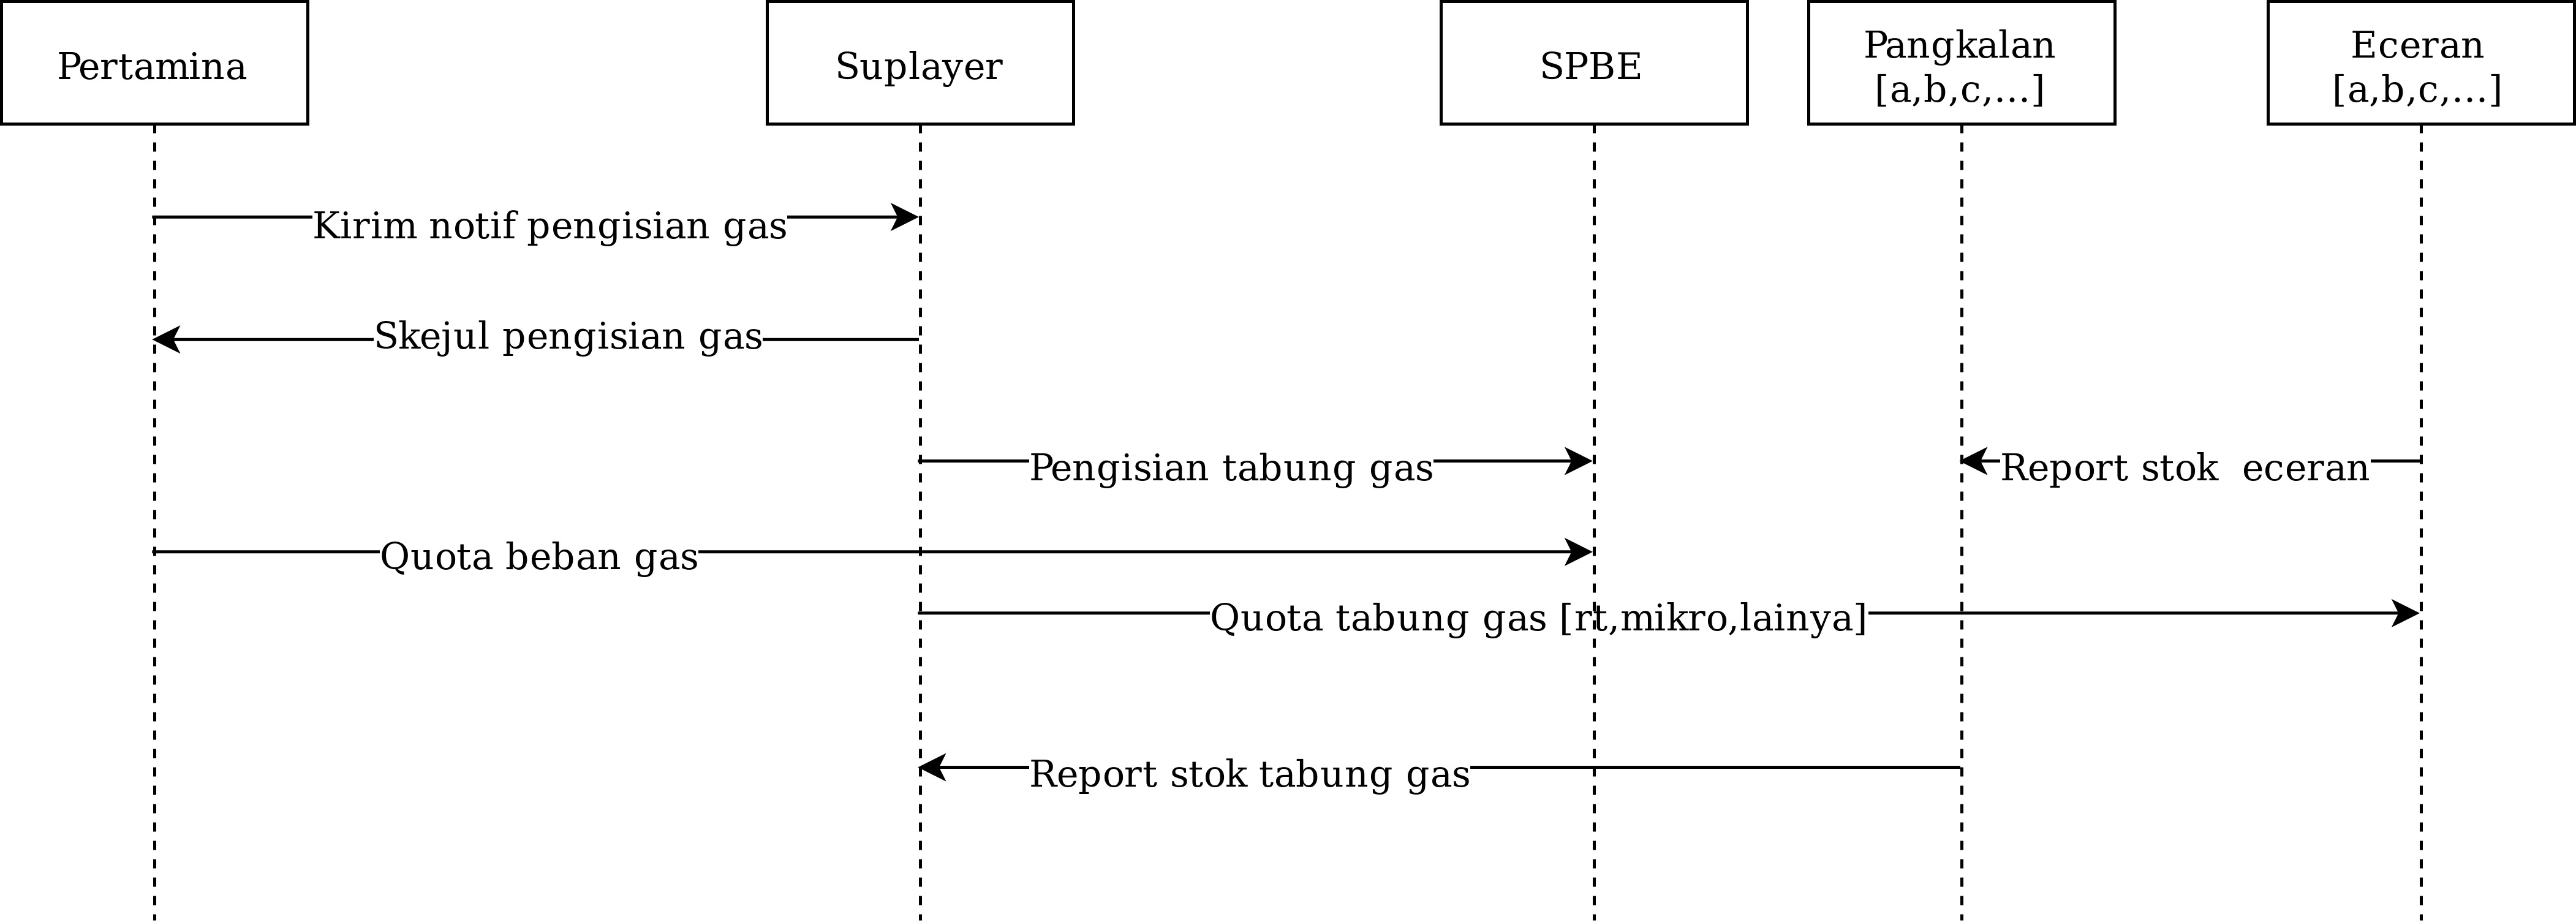 Pertamina
Suplayer
SPBE
Pangkalan
[a,b,c,...]
Eceran
[a,b,c,...]
Kirim notif pengisian gas
Skejul pengisian gas
Pengisian tabung gas
Report stok  eceran
Quota beban gas
Quota tabung gas [rt,mikro,lainya]
Report stok tabung gas